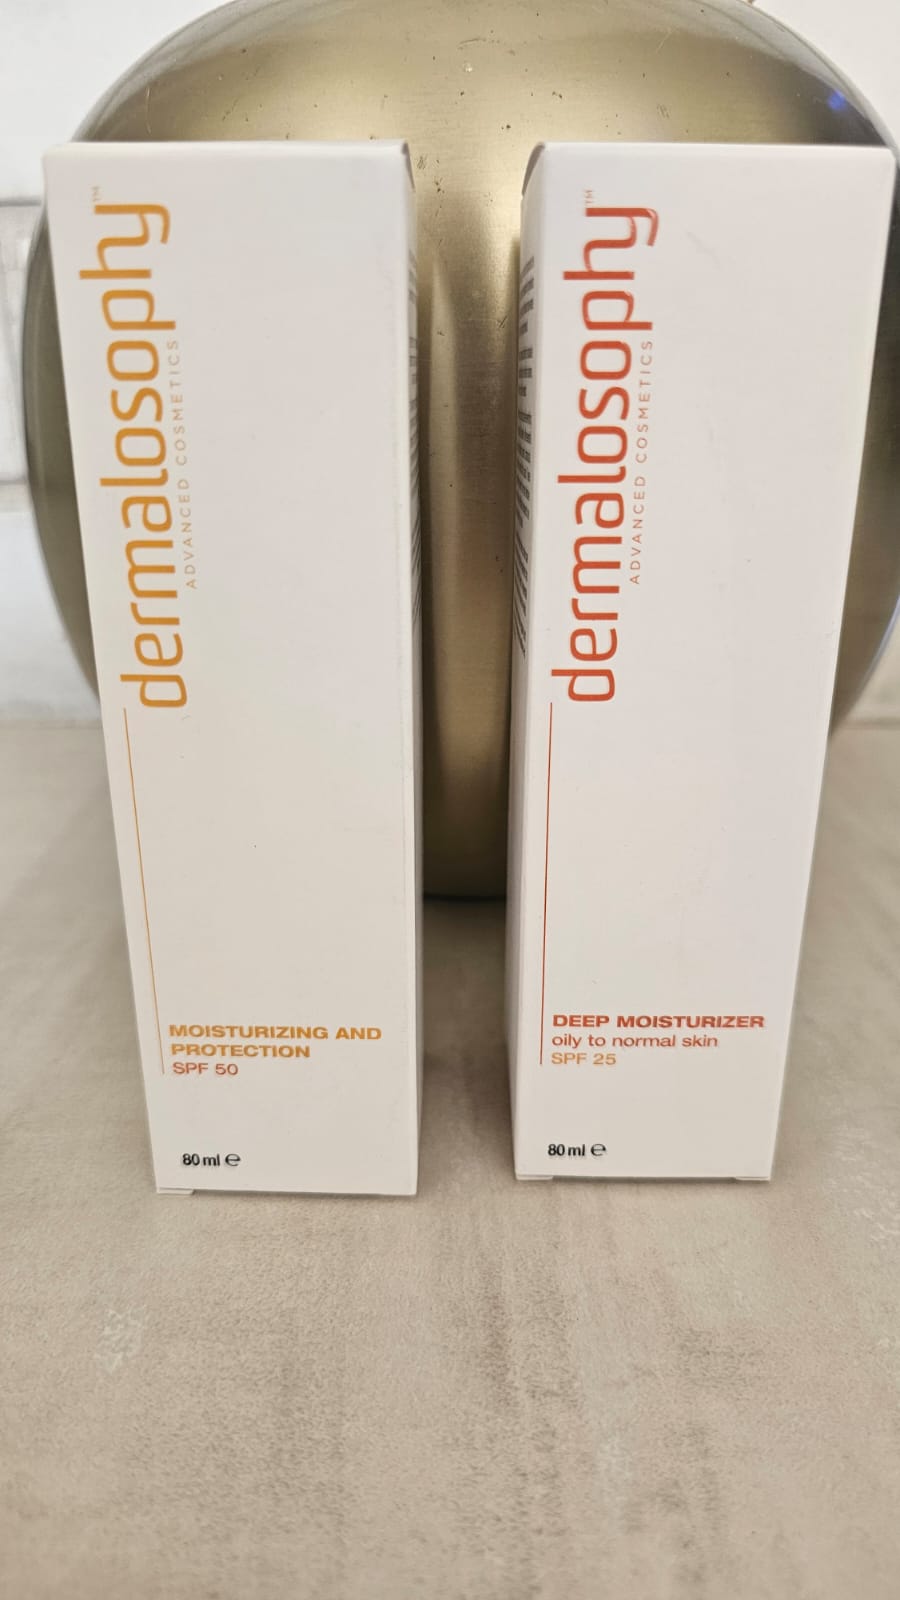 dermalosophy™
ADVANCED COSMETICS
MOISTURIZING AND
PROTECTION
SPF 50
80 ml ℮
dermalosophy™
ADVANCED COSMETICS
DEEP MOISTURIZER
oily to normal skin
SPF 25
80 ml ℮